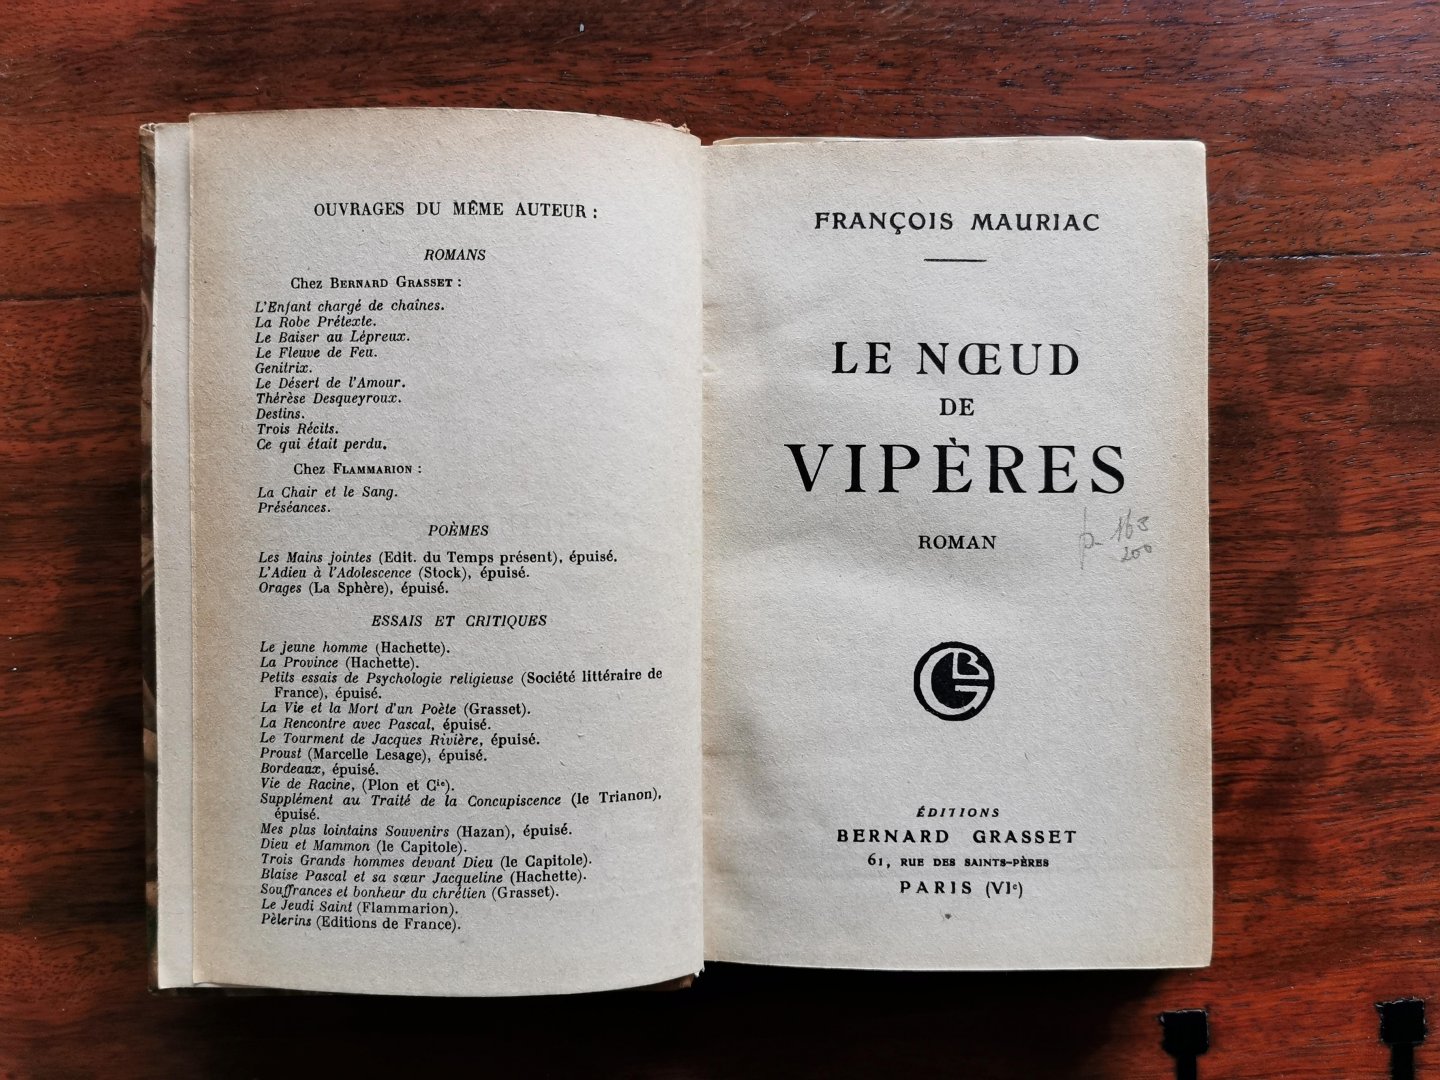 OUVRAGES DU MÊME AUTEUR :
ROMANS
Chez BERNARD GRASSET :
L'Enfant chargé de chaînes.
La Robe Prétexte.
Le Baiser au Lépreux.
Le Fleuve de Feu.
Genitrix.
Le Désert de l'Amour.
Thérèse Desqueyroux.
Destins.
Trois Récits.
Ce qui était perdu.
Chez FLAMMARION :
La Chair et le Sang.
Préséances.
POÈMES
Les Mains jointes (Edit. du Temps présent), épuisé.
L'Adieu à l'Adolescence (Stock), épuisé.
Orages (La Sphère), épuisé.
ESSAIS ET CRITIQUES
Le jeune homme (Hachette).
La Province (Hachette).
Petits essais de Psychologie religieuse (Société littéraire de
France), épuisé.
La Vie et la Mort d'un Poète (Grasset).
La Rencontre avec Pascal, épuisé.
Le Tourment de Jacques Rivière, épuisé.
Proust (Marcelle Lesage), épuisé.
Bordeaux, épuisé.
Vie de Racine, (Plon et Cie).
Supplément au Traité de la Concupiscence (le Trianon),
épuisé.
Mes plus lointains Souvenirs (Hazan), épuisé.
Dieu et Mammon (le Capitole).
Trois Grands hommes devant Dieu (le Capitole).
Blaise Pascal et sa sœur Jacqueline (Hachette).
Souffrances et bonheur du chrétien (Grasset).
Le Jeudi Saint (Flammarion).
Pèlerins (Editions de France).
FRANÇOIS MAURIAC
LE NŒUD
DE
VIPÈRES
ROMAN
p. 163
200
GB
ÉDITIONS
BERNARD GRASSET
61, RUE DES SAINTS-PÈRES
PARIS (VIe)